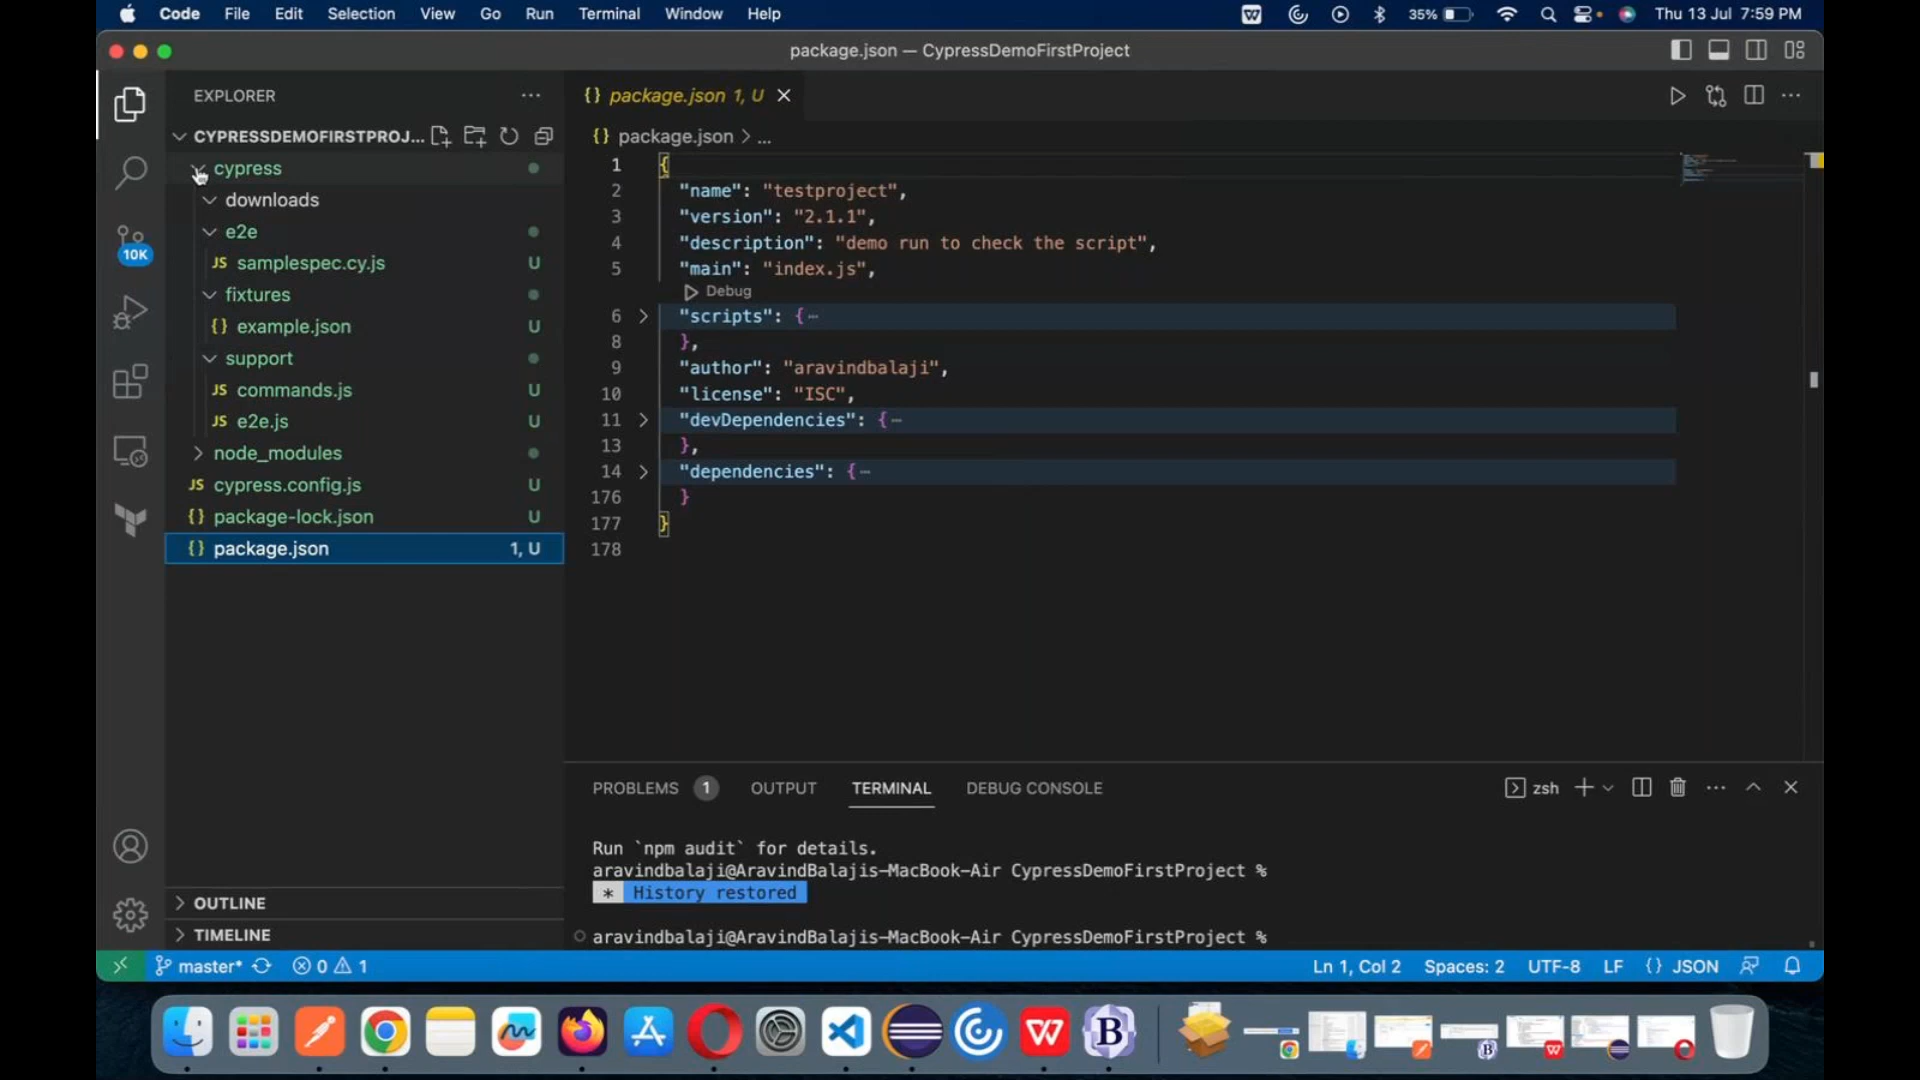 Code File Edit Selection View Go Run Terminal Window Help 35% Thu 13 Jul 7:59 PM
package.json — CypressDemoFirstProject
EXPLORER
CYPRESSDEMOFIRSTPROJ...
cypress
downloads
e2e
JS samplespec.cy.js U
fixtures
{} example.json U
support
JS commands.js U
JS e2e.js U
node_modules
JS cypress.config.js U
{} package-lock.json U
{} package.json 1, U
10K
OUTLINE
TIMELINE
{} package.json 1, U
{} package.json > ...
1 {
2 "name": "testproject",
3 "version": "2.1.1",
4 "description": "demo run to check the script",
5 "main": "index.js",
Debug
6 "scripts": {
8 },
9 "author": "aravindbalaji",
10 "license": "ISC",
11 "devDependencies": {
13 },
14 "dependencies": {
176 }
177 }
178
PROBLEMS 1 OUTPUT TERMINAL DEBUG CONSOLE zsh
Run `npm audit` for details.
aravindbalaji@AravindBalajis-MacBook-Air CypressDemoFirstProject %
* History restored
aravindbalaji@AravindBalajis-MacBook-Air CypressDemoFirstProject %
master* 0 1 Ln 1, Col 2 Spaces: 2 UTF-8 LF {} JSON